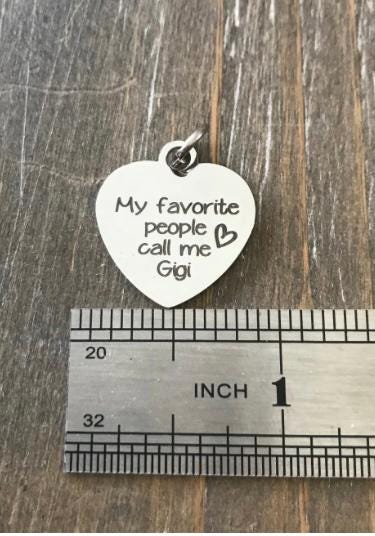 My favorite
people
call me
Gigi
20
INCH 1
32